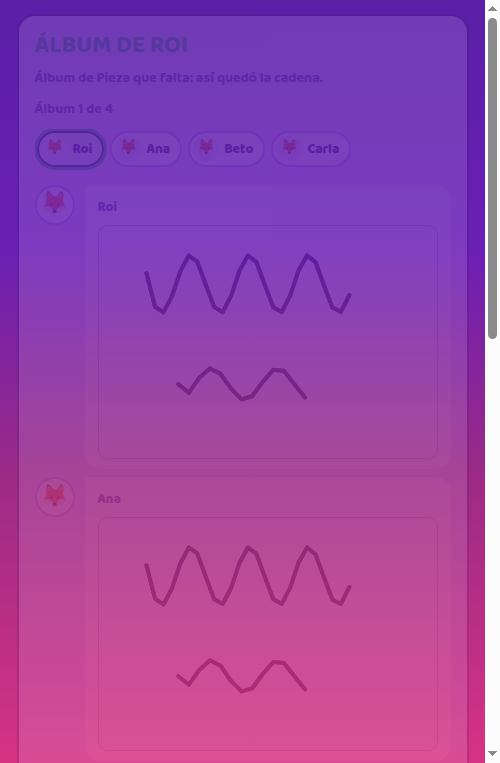 ÁLBUM DE ROI
Álbum de Pieza que falta: así quedó la cadena.
Álbum 1 de 4
Roi Ana Beto Carla
Roi
Ana